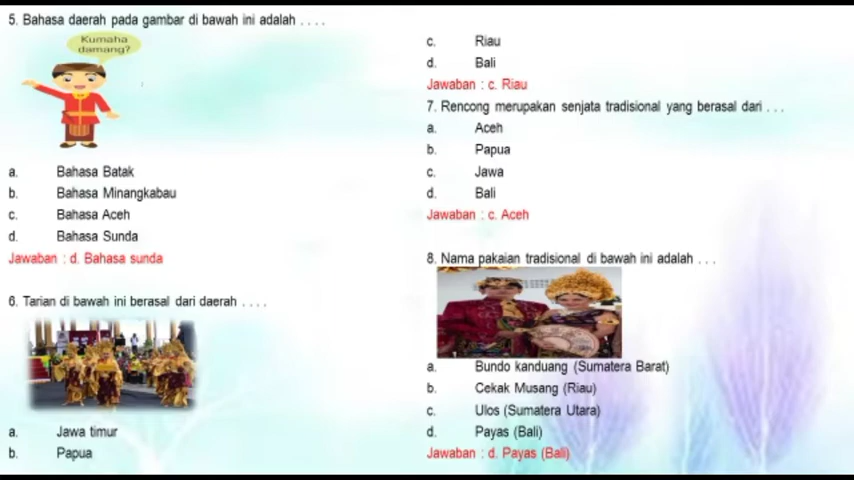 5. Bahasa daerah pada gambar di bawah ini adalah . . . .
Kumaha
damang?
a. Bahasa Batak
b. Bahasa Minangkabau
c. Bahasa Aceh
d. Bahasa Sunda
Jawaban : d. Bahasa sunda
6. Tarian di bawah ini berasal dari daerah . . . .
a. Jawa timur
b. Papua
c. Riau
d. Bali
Jawaban : c. Riau
7. Rencong merupakan senjata tradisional yang berasal dari . . .
a. Aceh
b. Papua
c. Jawa
d. Bali
Jawaban : c. Aceh
8. Nama pakaian tradisional di bawah ini adalah . . .
a. Bundo kanduang (Sumatera Barat)
b. Cekak Musang (Riau)
c. Ulos (Sumatera Utara)
d. Payas (Bali)
Jawaban : d. Payas (Bali)